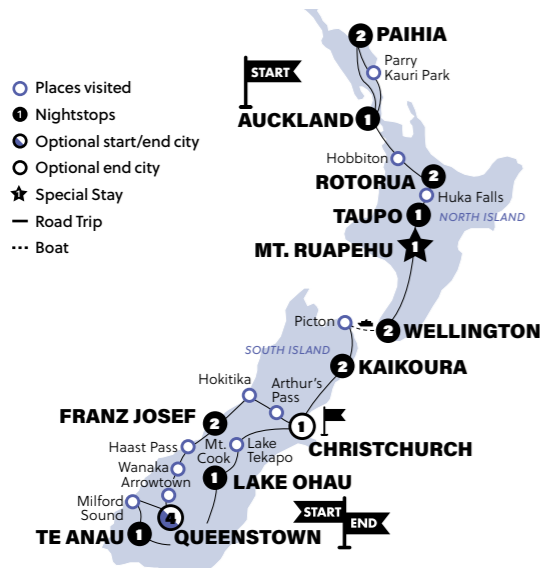 2 PAIHIA
Parry
Kauri Park
START
AUCKLAND 1
Places visited
1 Nightstops
Optional start/end city
Optional end city
1 Special Stay
Road Trip
Boat
Hobbiton
ROTORUA 2
Huka Falls
TAUPO 1
NORTH ISLAND
MT. RUAPEHU 1
Picton
2 WELLINGTON
SOUTH ISLAND
2 KAIKOURA
Hokitika
Arthur's
Pass
FRANZ JOSEF 2
1
CHRISTCHURCH
Haast Pass
Mt.
Cook
Lake
Tekapo
Wanaka
Arrowtown
1 LAKE OHAU
Milford
Sound
4
START
END
TE ANAU 1
QUEENSTOWN